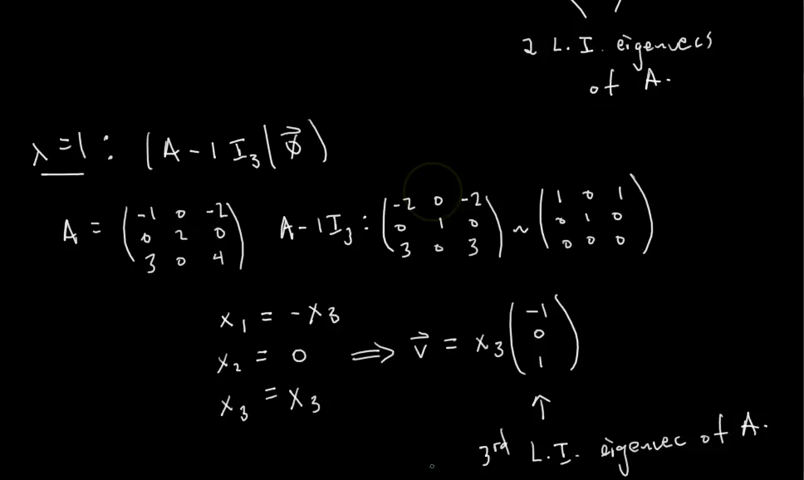 2 L.I. eigenvecs
of A.
λ = 1 : (A - 1 I₃ | 0⃗)
A = (-1 0 -2; 0 2 0; 3 0 4) A - 1I₃ : (-2 0 -2; 0 1 0; 3 0 3) ~ (1 0 1; 0 1 0; 0 0 0)
x₁ = -x₃
x₂ = 0 ⟹ v⃗ = x₃ (-1; 0; 1)
x₃ = x₃
↑
3rd L.I. eigenvec of A.